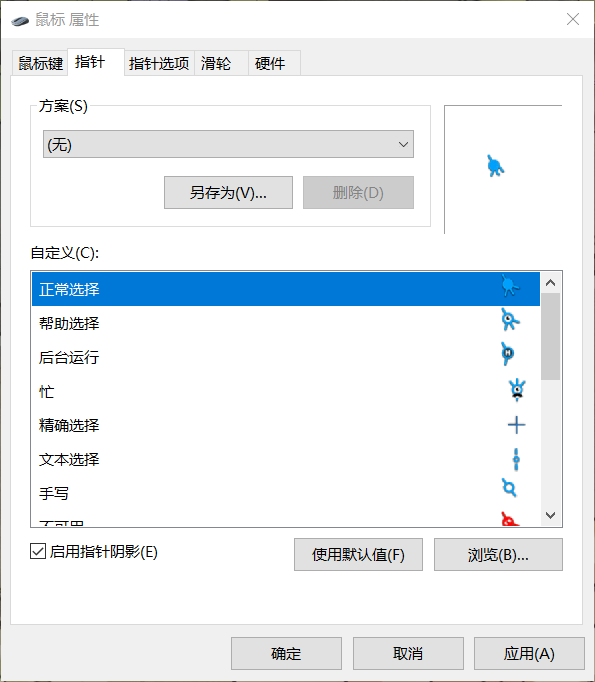 鼠标 属性
鼠标键 指针 指针选项 滑轮 硬件
方案(S)
(无)
另存为(V)... 删除(D)
自定义(C):
正常选择
帮助选择
后台运行
忙
精确选择
文本选择
手写
不可用
启用指针阴影(E) 使用默认值(F) 浏览(B)...
确定 取消 应用(A)